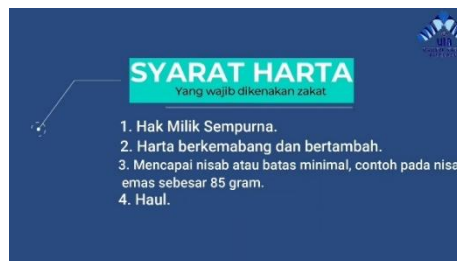 SYARAT HARTA
Yang wajib dikenakan zakat
1. Hak Milik Sempurna.
2. Harta berkemabang dan bertambah.
3. Mencapai nisab atau batas minimal, contoh pada nisa
emas sebesar 85 gram.
4. Haul.